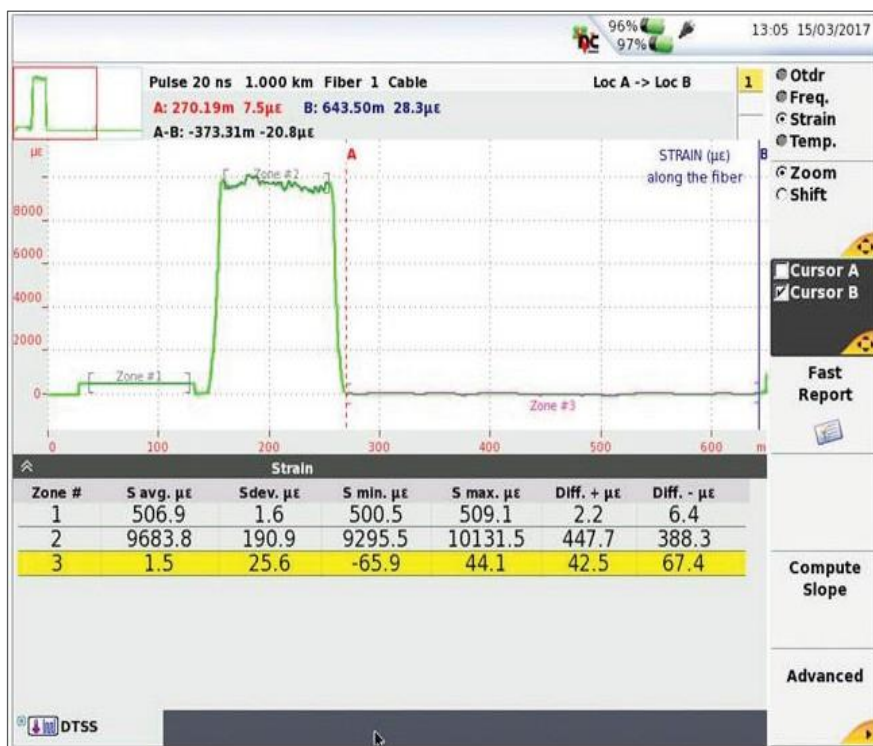 96%
DC 97% 13:05 15/03/2017
Pulse 20 ns 1.000 km Fiber 1 Cable Loc A -> Loc B 1
A: 270.19m 7.5µε B: 643.50m 28.3µε
A-B: -373.31m -20.8µε
Otdr
Freq.
Strain
Temp.
Zoom
Shift
Cursor A
Cursor B
Fast
Report
Compute
Slope
Advanced
µε A STRAIN (µε) B
along the fiber
Zone #2
8000
6000
4000
2000
Zone #1
0
Zone #3
0 100 200 300 400 500 600 m
Strain
Zone # S avg. µε Sdev. µε S min. µε S max. µε Diff. + µε Diff. - µε
1 506.9 1.6 500.5 509.1 2.2 6.4
2 9683.8 190.9 9295.5 10131.5 447.7 388.3
3 1.5 25.6 -65.9 44.1 42.5 67.4
DTSS